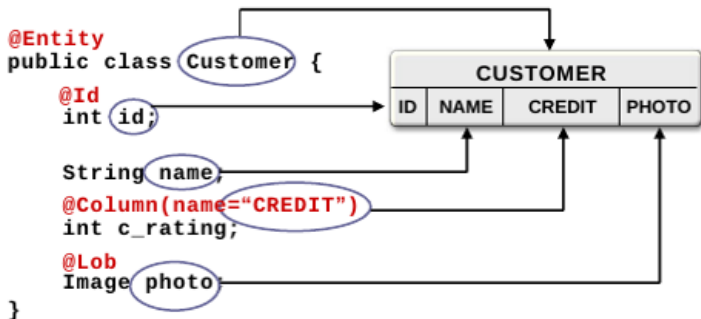 @Entity
public class Customer {
@Id
int id;
String name;
@Column(name=“CREDIT”)
int c_rating;
@Lob
Image photo;
}
CUSTOMER
ID NAME CREDIT PHOTO